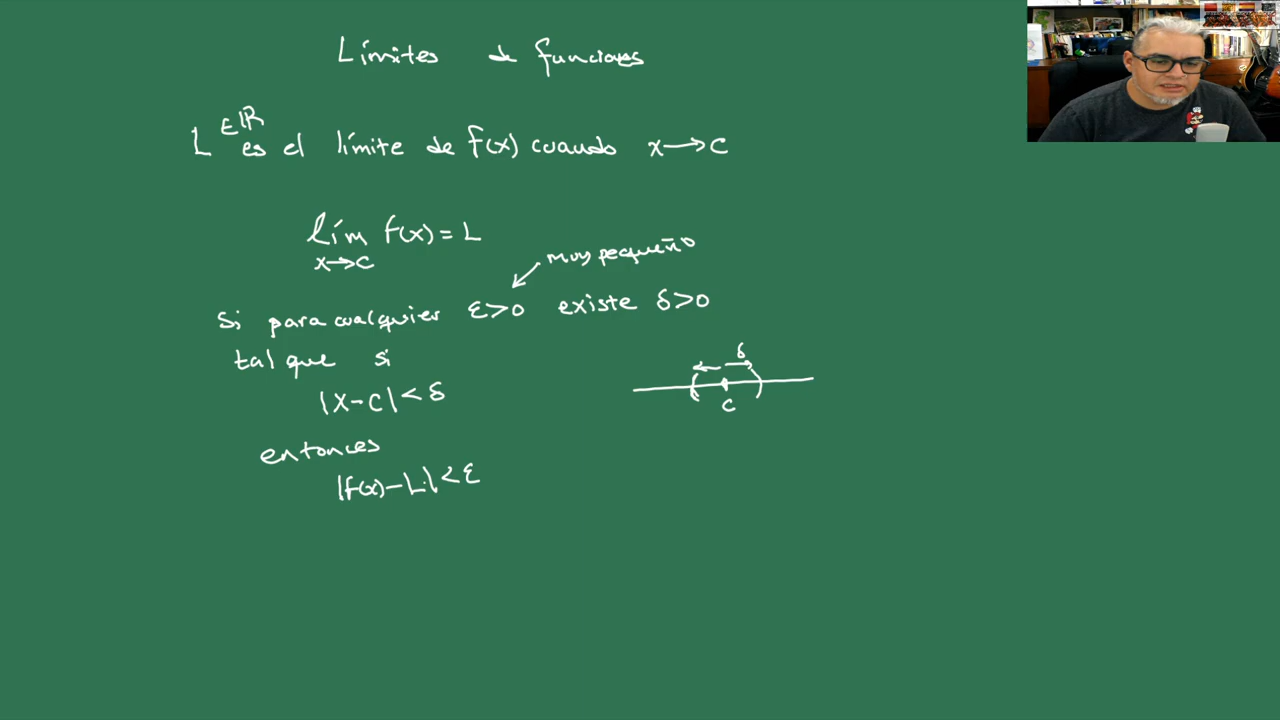 Límites de funciones
L ∈ ℝ es el límite de f(x) cuando x → c
lím f(x) = L
x → c
muy pequeño
Si para cualquier ε > 0 existe δ > 0
tal que si
δ
|x - c| < δ
c
entonces
|f(x) - L| < ε